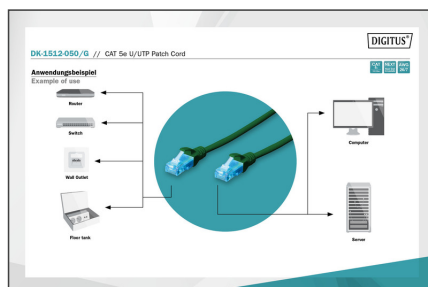 DIGITUS®
DK-1512-050/G // CAT 5e U/UTP Patch Cord
Anwendungsbeispiel
Example of use
Router
Switch
Wall Outlet
Floor tank
Computer
Server